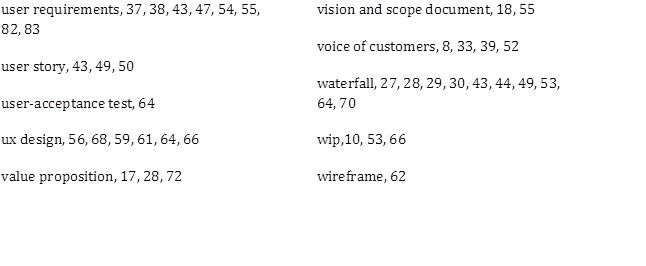 user requirements, 37, 38, 43, 47, 54, 55,
82, 83
user story, 43, 49, 50
user-acceptance test, 64
ux design, 56, 68, 59, 61, 64, 66
value proposition, 17, 28, 72
vision and scope document, 18, 55
voice of customers, 8, 33, 39, 52
waterfall, 27, 28, 29, 30, 43, 44, 49, 53,
64, 70
wip,10, 53, 66
wireframe, 62